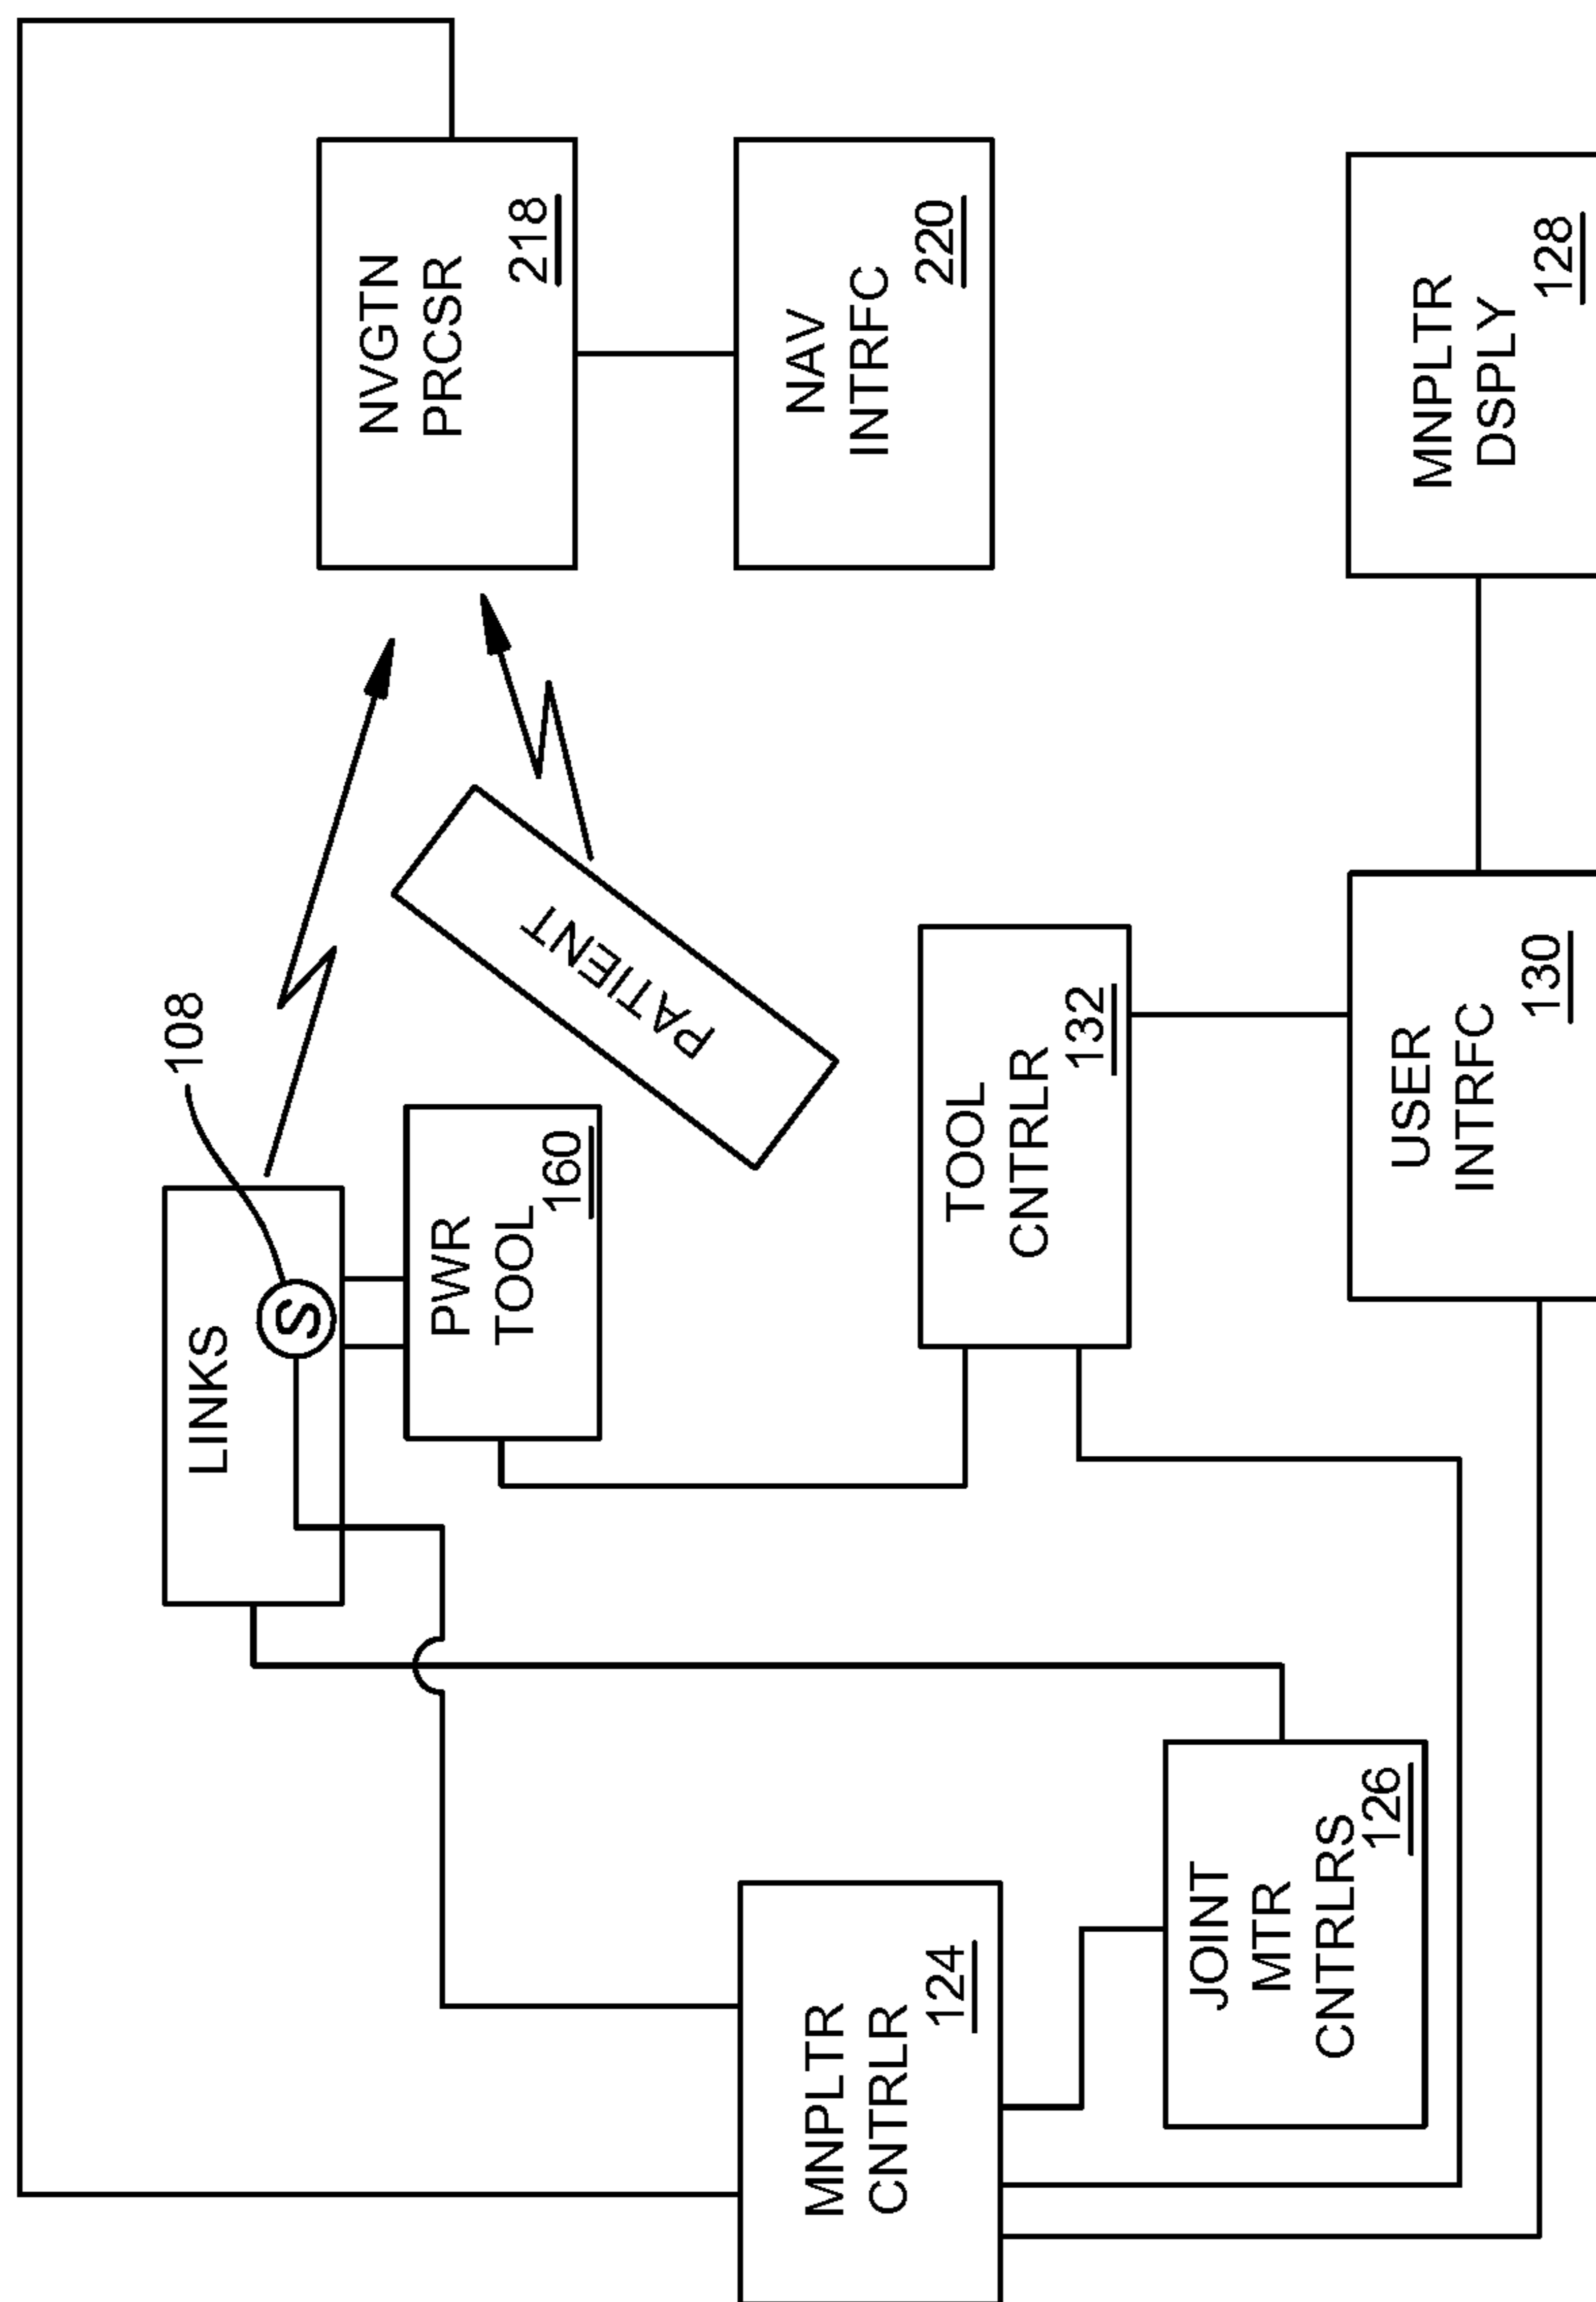 108
LINKS
S
PWR
TOOL
160
PATIENT
NVGTN
PRCSR
218
NAV
INTRFC
220
MNPLTR
CNTRLR
124
TOOL
CNTRLR
132
JOINT
MTR
CNTRLRS
126
USER
INTRFC
130
MNPLTR
DSPLY
128